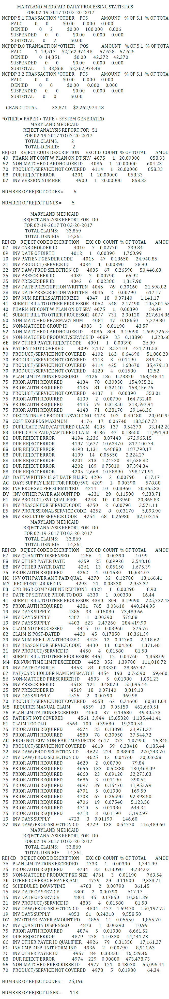 MARYLAND MEDICAID DAILY PROCESSING STATISTICS
FOR 02-19-2017 TO 02-20-2017
NCPDP 5.1 TRANSACTION *OTHER POS AMOUNT % OF 5.1 % OF TOTA
PAID 0 0 $0.00 0.000 0.000
DENIED 0 2 $0.00 100.000 0.006
SUSPENDED 0 0 $0.00 0.000 0.000
SUBTOTAL 0 2 $0.00
NCPDP D.0 TRANSACTION *OTHER POS AMOUNT % OF 5.1 % OF TOTA
PAID 1 19,517 $2,262,974.48 57.628 57.625
DENIED 0 14,351 $0.00 42.372 42.370
SUSPENDED 0 0 $0.00 0.000 0.000
SUBTOTAL 1 33,868 $2,262,974.48
NCPDP 3.2 TRANSACTION *OTHER POS AMOUNT % OF 5.1 % OF TOTA
PAID 0 0 $0.00 0.000 0.000
DENIED 0 0 $0.00 0.000 0.000
SUSPENDED 0 0 $0.00 0.000 0.000
SUBTOTAL 0 0 $0.00
GRAND TOTAL 33,871 $2,262,974.48
*OTHER = PAPER + TAPE + SYSTEM GENERATED
MARYLAND MEDICAID
REJECT ANALYSIS REPORT FOR 51
FOR 02-19-2017 TO 02-20-2017
TOTAL CLAIMS: 2
TOTAL-DENIED: 2
REJ CD REJECT CODE DESCRIPTION EXC CD COUNT % OF TOTAL AMOU
40 PHARM NT CONT W PLAN ON DT SRV 4075 1 20.00000 858.33
52 NON-MATCHED CARDHOLDER ID 4086 1 20.00000 604.23
70 PRODUCT/SERVICE NOT COVERED 4114 1 20.00000 858.33
88 DUR REJECT ERROR 4201 1 20.00000 858.33
02 INV VERSION NUMBER 4900 1 20.00000 858.33
NUMBER OF REJECT CODES = 5
NUMBER OF REJECT LINES = 5
MARYLAND MEDICAID
REJECT ANALYSIS REPORT FOR D0
FOR 02-19-2017 TO 02-20-2017
TOTAL CLAIMS: 33,869
TOTAL-DENIED: 14,351
REJ CD REJECT CODE DESCRIPTION EXC CD COUNT % OF TOTAL AMOU
07 INV CARDHOLDER ID 4010 7 0.02770 239.84
09 INV DATE OF BIRTH 4012 1 0.00390 1,760.99
10 INV PATIENT GENDER CODE 4015 47 0.18650 24,948.85
21 INV PRODUCT/SERVICE ID 4034 1 0.00390 28.90
22 INV DAW/PROD SELECTION CD 4035 67 0.26590 50,446.63
25 INV PRESCRIBER ID 4039 2 0.00790 65.92
25 INV PRESCRIBER ID 4042 6 0.02380 1,317.90
28 INV DATE PRESCRIPTION WRITTEN 4045 76 0.30160 21,598.82
28 INV DATE PRESCRIPTION WRITTEN 4046 2 0.00790 617.17
29 INV NUM REFILLS AUTHORIZED 4047 18 0.07140 1,141.17
41 SUBMIT BILL TO OTHER PROCESSOR 4062 548 2.17490 105,301.58
40 PHARM NT CONT W PLAN ON DT SRV 4075 1 0.00390 34.49
41 SUBMIT BILL TO OTHER PROCESSOR 4077 731 2.90120 217,614.86
50 NON-MATCHED PHARMACY NUM 4081 47 0.18650 7,279.80
51 NON-MATCHED GROUP ID 4083 3 0.01190 43.57
52 NON-MATCHED CARDHOLDER ID 4086 804 3.19090 1,609,726.54
54 NON-MATCHED PRODUCT/SERVICE ID 4089 35 0.13890 1,328.68
6E INV OTHER PAYER REJECT CODE 4091 1 0.00390 26.99
65 PATIENT NOT COVERED 4097 2,147 8.52110 421,701.53
70 PRODUCT/SERVICE NOT COVERED 4102 163 0.64690 51,880.29
70 PRODUCT/SERVICE NOT COVERED 4113 3 0.01190 849.75
70 PRODUCT/SERVICE NOT COVERED 4114 425 1.68670 35,479.13
70 PRODUCT/SERVICE NOT COVERED 4120 4 0.01580 12.52
76 PLAN LIMITATIONS EXCEEDED 4126 186 0.73820 168,448.44
75 PRIOR AUTH REQUIRED 4134 78 0.30950 154,935.21
75 PRIOR AUTH REQUIRED 4135 81 0.32140 158,456.76
70 PRODUCT/SERVICE NOT COVERED 4137 1 0.00390 553.01
75 PRIOR AUTH REQUIRED 4139 2 0.00790 164,732.40
75 PRIOR AUTH REQUIRED 4145 79 0.31350 313,597.94
75 PRIOR AUTH REQUIRED 4148 71 0.28170 29,146.36
77 DISCONTINUED PRODUCT/SVC ID NO 4173 102 0.40480 20,040.94
78 COST EXCEEDS MAXIMUM 4176 17 0.06740 183,567.73
83 DUPLICATE PAID/CAPTURED CLAIM 4185 137 0.54370 33,142.20
83 DUPLICATE PAID/CAPTURED CLAIM 4186 47 0.18650 11,991.90
88 DUR REJECT ERROR 4194 2,236 8.87440 672,965.15
88 DUR REJECT ERROR 4197 2,677 10.62470 817,100.74
88 DUR REJECT ERROR 4198 1,131 4.48880 187,790.17
88 DUR REJECT ERROR 4199 14 0.05550 2,224.27
88 DUR REJECT ERROR 4201 313 1.24220 81,638.82
88 DUR REJECT ERROR 4202 189 0.75010 37,394.34
88 DUR REJECT ERROR 4205 2,668 10.58890 798,171.91
AB DATE WRITTEN IS GT DATE FILLED 4206 2 0.00790 617.17
AG DAYS SUPPLY LIMIT FOR PROD/SVC 4209 1 0.00390 578.88
BE INV PROF SVC FEE SUBMITTED 4214 10 0.03960 20,865.83
DV INV OTHER PAYER AMOUNT PD 4231 29 0.11500 9,333.71
E1 INV PRODUCT/SVC QUALIFIER 4248 10 0.03960 20,865.83
E4 INV REASON FOR SERVICE CODE 4250 2 0.00790 3,571.11
E5 INV PROFESSIONAL SERVICE CODE 4252 8 0.03170 5,893.90
E6 INV RESULT OF SERVICE CODE 4254 68 0.26980 32,102.15
MARYLAND MEDICAID
REJECT ANALYSIS REPORT FOR D0
FOR 02-19-2017 TO 02-20-2017
TOTAL CLAIMS: 33,869
TOTAL-DENIED: 14,351
REJ CD REJECT CODE DESCRIPTION EXC CD COUNT % OF TOTAL AMOU
E7 INV QUANTITY DISPENSED 4256 1 0.00390 10.99
E8 INV OTHER PAYER DATE 4259 25 0.09920 3,548.10
E8 INV OTHER PAYER DATE 4261 13 0.05150 1,675.39
75 PRIOR AUTH REQUIRED 4262 4 0.01580 10,684.07
HC INV OTH PAYER AMT PAID QUAL 4270 32 0.12700 13,166.41
M2 RECIPIENT LOCKED IN 4293 21 0.08330 2,953.37
P3 CPD INGR COMP CNT NE REPTIONS 4328 1 0.00390 8.90
P6 DATE OF SERVICE PRIOR TO DOB 4330 1 0.00390 16.44
41 SUBMIT BILL TO OTHER PROCESSOR 4380 804 3.19090 225,722.48
75 PRIOR AUTH REQUIRED 4381 765 3.03610 440,244.95
19 INV DAYS SUPPLY 4385 38 0.15080 73,489.66
19 INV DAYS SUPPLY 4387 1 0.00390 578.88
19 INV DAYS SUPPLY 4403 623 2.47260 284,419.90
85 CLAIM NOT PROCESSED 4415 10 0.03960 375.76
82 CLAIM IS POST-DATED 4420 45 0.17850 10,361.39
29 INV NUM REFILLS AUTHORIZED 4425 12 0.04760 2,118.62
E4 INV REASON FOR SERVICE CODE 4430 11 0.04360 1,371.40
21 INV PRODUCT/SERVICE ID 4450 4 0.01580 81.58
41 SUBMIT BILL TO OTHER PROCESSOR 4451 12 0.04760 1,358.09
M4 RX NUM TIME LIMIT EXCEEDED 4452 352 1.39700 111,010.72
09 INV DATE OF BIRTH 4453 84 0.33330 28,867.47
62 PAT/CARD HOLDER NAME MISMATCH 4454 193 0.76590 69,460.
56 NON-MATCHED PRESCRIBER ID 4503 5 0.01980 1,091.23
25 INV PRESCRIBER ID 4518 121 0.48020 55,095.44
25 INV PRESCRIBER ID 4519 18 0.07140 3,819.13
19 INV DAYS SUPPLY 4525 2 0.00790 969.98
70 PRODUCT/SERVICE NOT COVERED 4558 62 0.24600 60,811.04
M5 REQUIRES MANUAL CLAIM 4559 13 0.05150 462,660.51
76 PLAN LIMITATIONS EXCEEDED 4560 37 0.14680 49,305.73
65 PATIENT NOT COVERED 4561 3,944 15.65320 1,135,441.41
81 CLAIM TOO OLD 4564 100 0.39680 19,200.54
75 PRIOR AUTH REQUIRED 4574 35 0.13890 34,971.22
75 PRIOR AUTH REQUIRED 4580 78 0.30950 37,544.72
AC PROD NOT COV-NON-PART MANUFCTR 4617 272 1.07950 16,845.
70 PRODUCT/SERVICE NOT COVERED 4619 59 0.23410 8,185.44
22 INV DAW/PROD SELECTION CD 4622 224 0.88900 220,243.70
22 INV DAW/PROD SELECTION CD 4625 12 0.04760 20,036.58
75 PRIOR AUTH REQUIRED 4629 2 0.00790 79.84
75 PRIOR AUTH REQUIRED 4656 132 0.52380 130,468.09
75 PRIOR AUTH REQUIRED 4660 23 0.09120 32,273.03
75 PRIOR AUTH REQUIRED 4686 3 0.01190 390.54
75 PRIOR AUTH REQUIRED 4697 39 0.15470 11,953.99
75 PRIOR AUTH REQUIRED 4701 5 0.01980 169.59
75 PRIOR AUTH REQUIRED 4703 67 0.26590 92,898.50
75 PRIOR AUTH REQUIRED 4706 19 0.07540 5,123.56
75 PRIOR AUTH REQUIRED 4710 5 0.01980 644.34
75 PRIOR AUTH REQUIRED 4713 3 0.01190 5,192.97
19 INV DAYS SUPPLY 4723 3 0.01190 146.60
22 INV DAW/PROD SELECTION CD 4729 138 0.54770 116,489.60
MARYLAND MEDICAID
REJECT ANALYSIS REPORT FOR D0
FOR 02-19-2017 TO 02-20-2017
TOTAL CLAIMS: 33,869
TOTAL-DENIED: 14,351
REJ CD REJECT CODE DESCRIPTION EXC CD COUNT % OF TOTAL AMOU
76 PLAN LIMITATIONS EXCEEDED 4733 1 0.00390 1,341.99
75 PRIOR AUTH REQUIRED 4734 33 0.13090 4,734.02
55 NON-MATCHED PRODUCT PKG SIZE 4761 3 0.01190 763.54
7K OTHER COVERAGE-PAYER AMT 4779 29 0.11500 9,333.71
96 SCHEDULED DOWNTIME 4783 2 0.00790 361.45
15 INV DATE OF SERVICE 4800 2 0.00790 617.17
15 INV DATE OF SERVICE 4801 45 0.17850 10,361.39
21 INV PRODUCT/SERVICE ID 4803 4 0.01580 81.58
22 INV DAW/PROD SELECTION CD 4804 427 1.69470 150,197.75
19 INV DAYS SUPPLY 4853 61 0.24210 9,558.50
DV INV OTHER PAYER AMOUNT PD 4855 14 0.05550 1,855.70
E7 INV QUANTITY DISPENSED 4873 1 0.00390 10.99
75 PRIOR AUTH REQUIRED 4874 5 0.01980 6,661.52
88 DUR REJECT ERROR 4879 278 1.10330 14,441.23
6C INV OTHER PAYER ID QUALIFIER 4926 79 0.31350 17,161.27
EG INV CMP DISP UNIT FORM IND 4936 2 0.00790 8,911.63
7C INV OTHER PAYER ID 4957 84 0.33330 16,239.46
88 DUR REJECT ERROR 4974 229 0.90880 473,478.73
56 NON-MATCHED PRESCRIBER ID 4977 121 0.48020 55,095.44
70 PRODUCT/SERVICE NOT COVERED 4978 5 0.01980 64.34
NUMBER OF REJECT CODES = 25,196
NUMBER OF REJECT LINES = 118